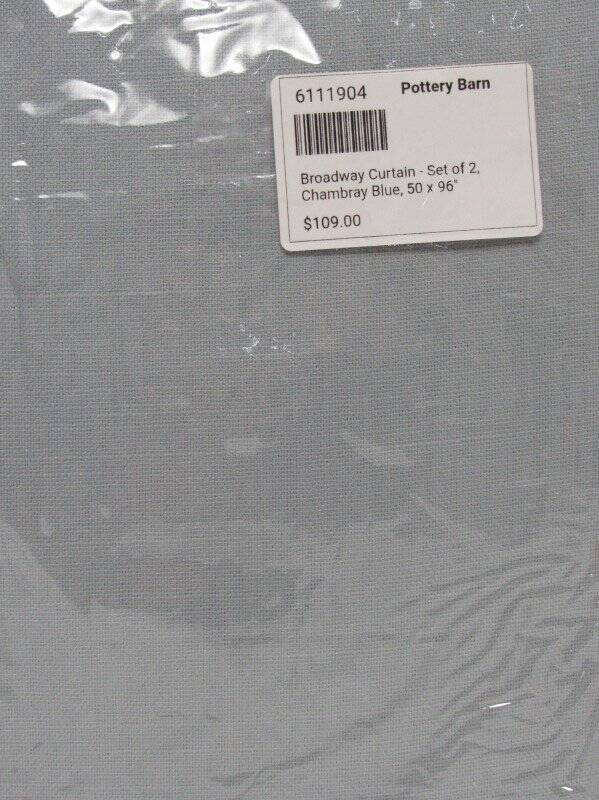 6111904 Pottery Barn
Broadway Curtain - Set of 2,
Chambray Blue, 50 x 96"
$109.00